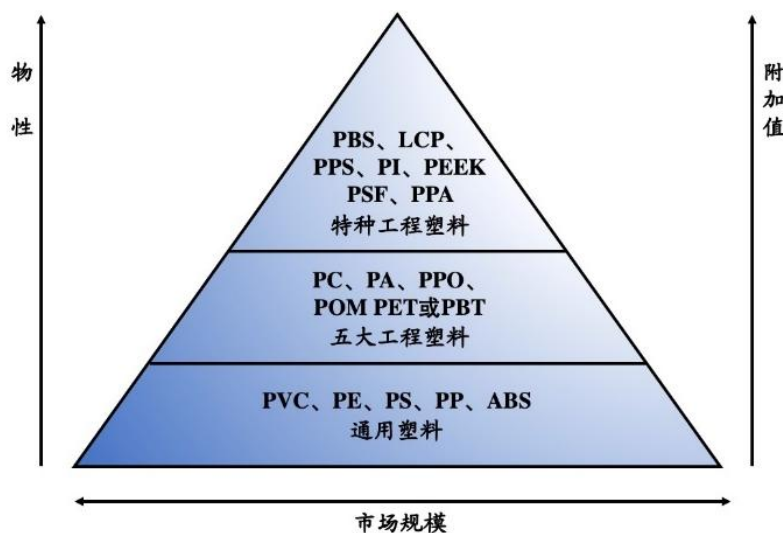 物性
附加值
PBS、LCP、
PPS、PI、PEEK
PSF、PPA
特种工程塑料
PC、PA、PPO、
POM PET或PBT
五大工程塑料
PVC、PE、PS、PP、ABS
通用塑料
市场规模